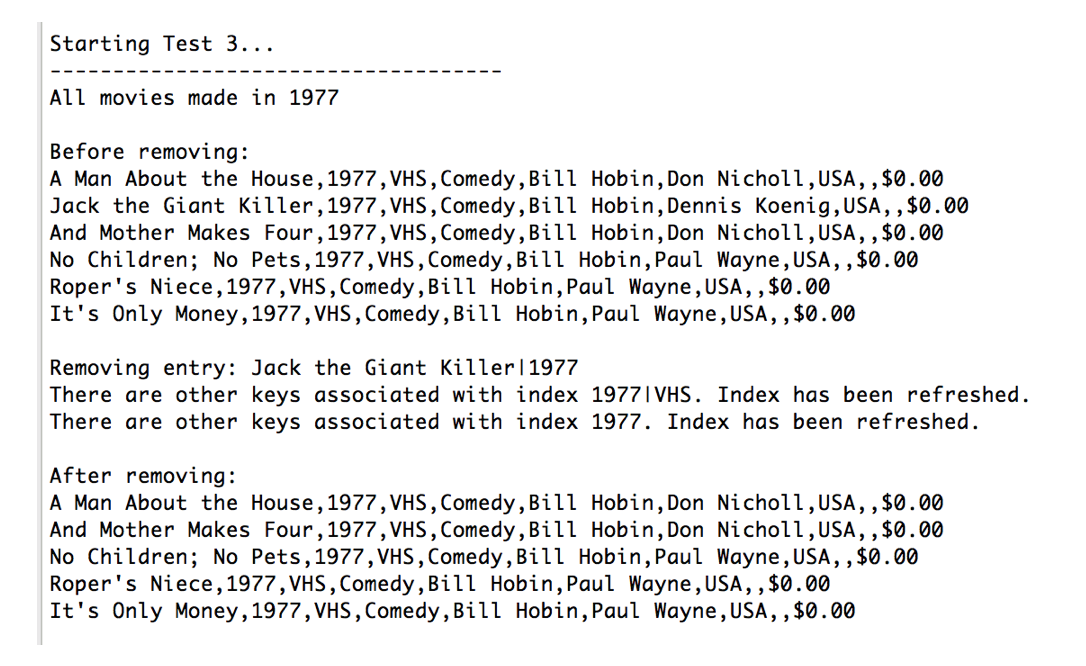 Starting Test 3...
------------------------------------
All movies made in 1977
Before removing:
A Man About the House,1977,VHS,Comedy,Bill Hobin,Don Nicholl,USA,,$0.00
Jack the Giant Killer,1977,VHS,Comedy,Bill Hobin,Dennis Koenig,USA,,$0.00
And Mother Makes Four,1977,VHS,Comedy,Bill Hobin,Don Nicholl,USA,,$0.00
No Children; No Pets,1977,VHS,Comedy,Bill Hobin,Paul Wayne,USA,,$0.00
Roper's Niece,1977,VHS,Comedy,Bill Hobin,Paul Wayne,USA,,$0.00
It's Only Money,1977,VHS,Comedy,Bill Hobin,Paul Wayne,USA,,$0.00
Removing entry: Jack the Giant Killer|1977
There are other keys associated with index 1977|VHS. Index has been refreshed.
There are other keys associated with index 1977. Index has been refreshed.
After removing:
A Man About the House,1977,VHS,Comedy,Bill Hobin,Don Nicholl,USA,,$0.00
And Mother Makes Four,1977,VHS,Comedy,Bill Hobin,Don Nicholl,USA,,$0.00
No Children; No Pets,1977,VHS,Comedy,Bill Hobin,Paul Wayne,USA,,$0.00
Roper's Niece,1977,VHS,Comedy,Bill Hobin,Paul Wayne,USA,,$0.00
It's Only Money,1977,VHS,Comedy,Bill Hobin,Paul Wayne,USA,,$0.00